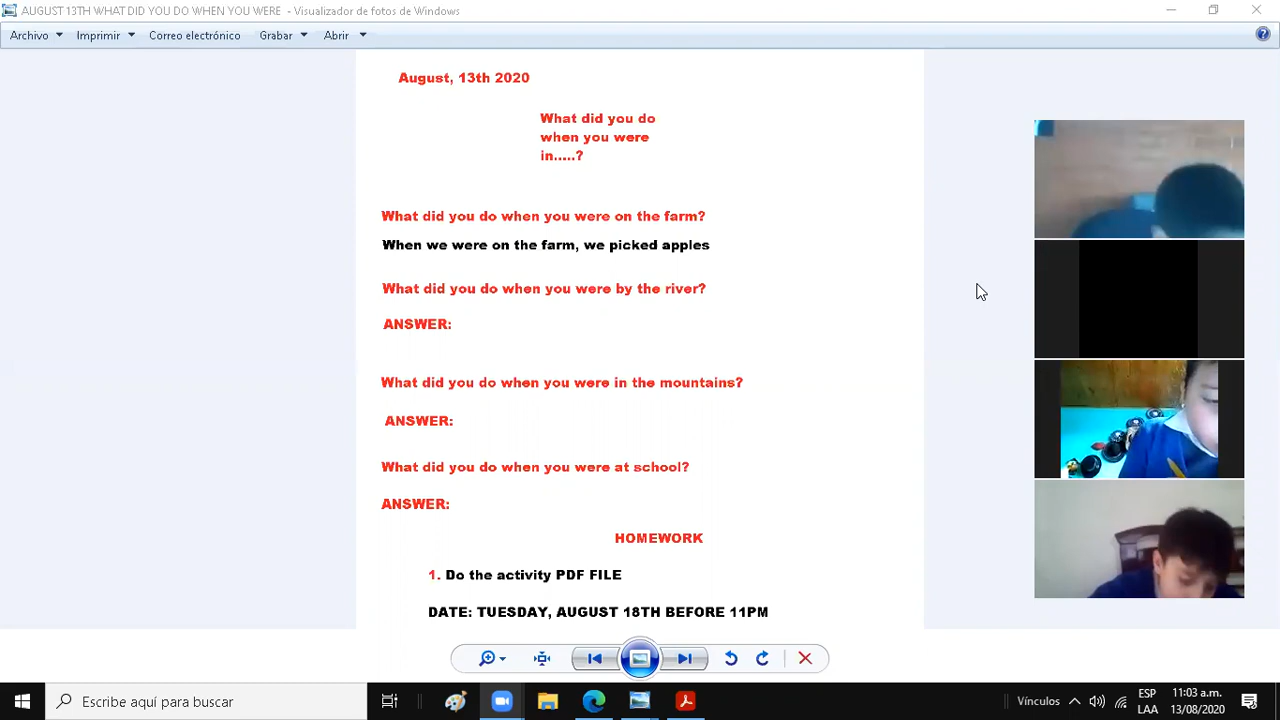 AUGUST 13TH WHAT DID YOU DO WHEN YOU WERE - Visualizador de fotos de Windows
Archivo Imprimir Correo electrónico Grabar Abrir
August, 13th 2020
What did you do
when you were
in.....?
What did you do when you were on the farm?
When we were on the farm, we picked apples
What did you do when you were by the river?
ANSWER:
What did you do when you were in the mountains?
ANSWER:
What did you do when you were at school?
ANSWER:
HOMEWORK
1. Do the activity PDF FILE
DATE: TUESDAY, AUGUST 18TH BEFORE 11PM
Escribe aquí para buscar
Vínculos
ESP
LAA
11:03 a.m.
13/08/2020